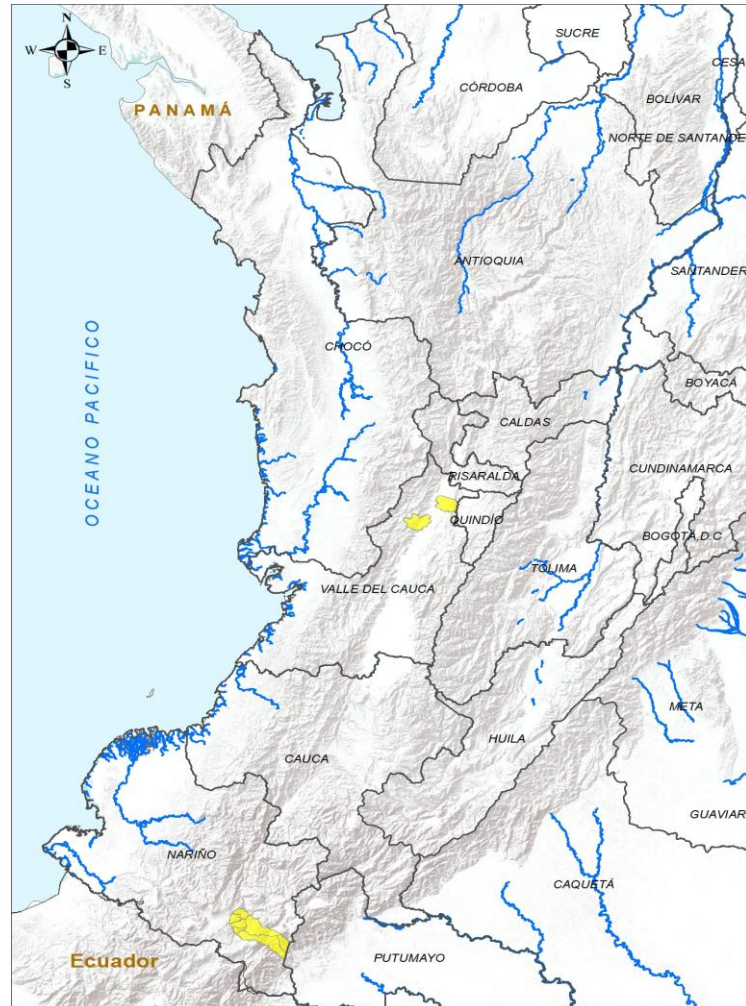 N
SUCRE
W E
CESA
S
CÓRDOBA
BOLÍVAR
PANAMÁ
NORTE DE SANTANDE
ANTIOQUIA
SANTANDER
OCEANO PACIFICO
CHOCÓ
BOYACÁ
CALDAS
CUNDINAMARCA
RISARALDA
QUINDÍO
BOGOTÁ, D.C
TOLIMA
VALLE DEL CAUCA
META
HUILA
CAUCA
GUAVIAR
NARIÑO
CAQUETÁ
Ecuador
PUTUMAYO